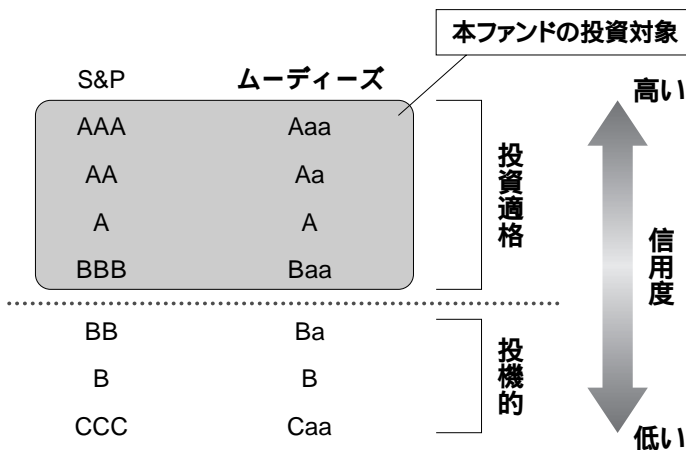 本ファンドの投資対象
S&P ムーディーズ 高い
AAA Aaa
AA Aa
A A
BBB Baa
投資適格
信用度
BB Ba
B B
CCC Caa
投機的
低い